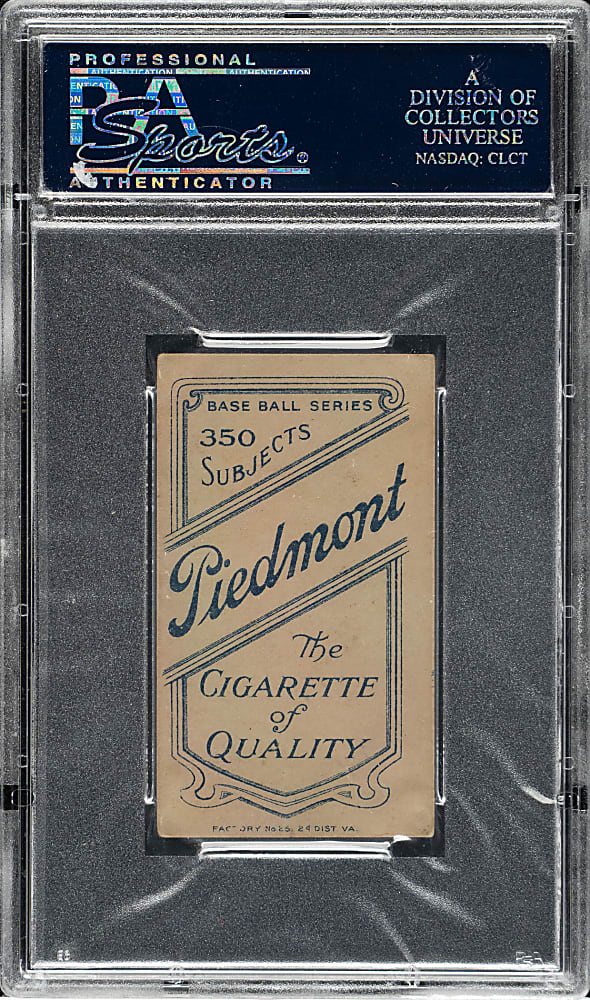 PROFESSIONAL
PSA
Sports®
AUTHENTICATOR
A
DIVISION OF
COLLECTORS
UNIVERSE
NASDAQ: CLCT
BASE BALL SERIES
350
SUBJECTS
Piedmont
The
CIGARETTE
of
QUALITY
FACTORY No 25. 2d DIST VA.
PSA